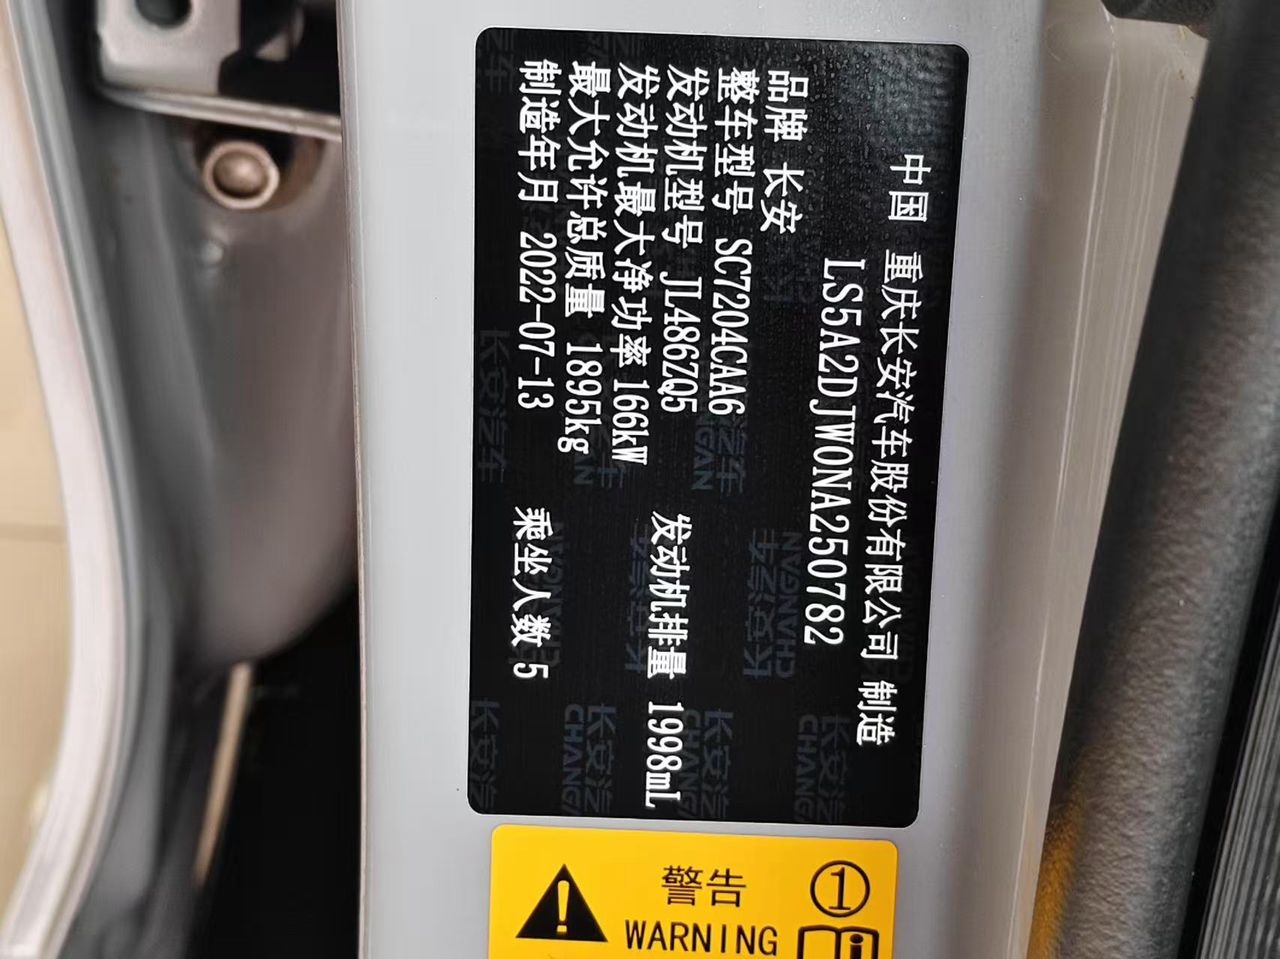 中国 重庆长安汽车股份有限公司 制造
LS5A2DJW0NA250782
品牌 长安
整车型号 SC7204CAA6
发动机型号 JL486ZQ5 发动机排量 1998mL
发动机最大净功率 166kW
最大允许总质量 1895kg
制造年月 2022-07-13 乘坐人数 5
警告
WARNING
①